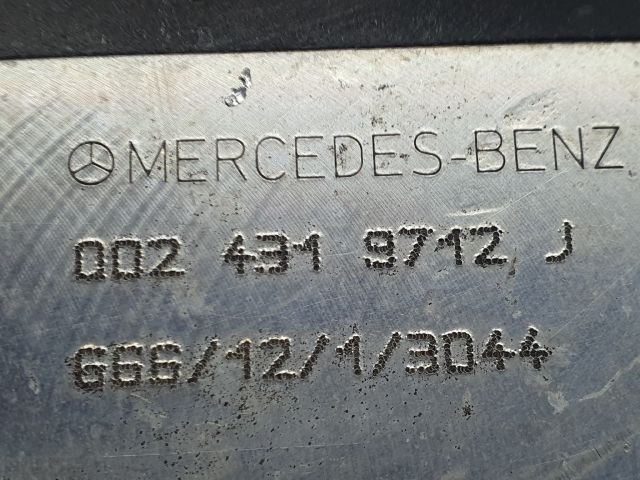 MERCEDES-BENZ
002 431 9712 J
G66/12/1/3044